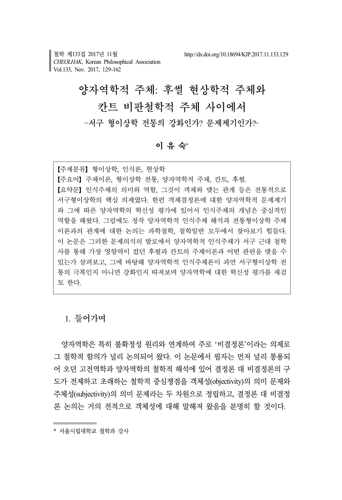 철학 제133집 2017년 11월
CHEOLHAK, Korean Philosophical Association
Vol.133, Nov. 2017, 129-162
http://dx.doi.org/10.18694/KJP.2017.11.133.129
양자역학적 주체: 후썰 현상학적 주체와
칸트 비판철학적 주체 사이에서
-서구 형이상학 전통의 강화인가? 문제제기인가?-
이 유 숙*
【주제분류】 형이상학, 인식론, 현상학
【주요어】 주체이론, 형이상학 전통, 양자역학적 주체, 칸트, 후썰.
【요약문】 인식주체의 의미와 역할, 그것이 객체와 맺는 관계 등은 전통적으로
서구형이상학의 핵심 의제였다. 한편 객체결정론에 대한 양자역학적 문제제기
와 그에 따른 양자역학의 혁신성 평가에 있어서 인식주체의 개념은 중심적인
역할을 해왔다. 그럼에도 정작 양자역학적 인식주체 해석과 전통형이상학 주체
이론과의 관계에 대한 논의는 과학철학, 철학일반 모두에서 찾아보기 힘들다.
이 논문은 그러한 문제의식의 발로에서 양자역학적 인식주체가 서구 근대 철학
사를 통해 가장 영향력이 컸던 후썰과 칸트의 주체이론과 어떤 관련을 맺을 수
있는가 살펴보고, 그에 바탕해 양자역학적 인식주체론이 과연 서구형이상학 전
통의 극복인지 아니면 강화인지 따져보며 양자역학에 대한 혁신성 평가를 재검
토 한다.
1. 들어가며
양자역학은 특히 불확정성 원리와 연계하여 주로 '비결정론'이라는 의제로
그 철학적 함의가 널리 논의되어 왔다. 이 논문에서 필자는 먼저 널리 통용되
어 오던 고전역학과 양자역학의 철학적 해석에 있어 결정론 대 비결정론의 구
도가 전제하고 초래하는 철학적 중심쟁점을 객체성(objectivity)의 의미 문제와
주체성(subjectivity)의 의미 문제라는 두 차원으로 정립하고, 결정론 대 비결정
론 논의는 거의 전적으로 객체성에 대해 말해져 왔음을 분명히 할 것이다.
* 서울시립대학교 철학과 강사